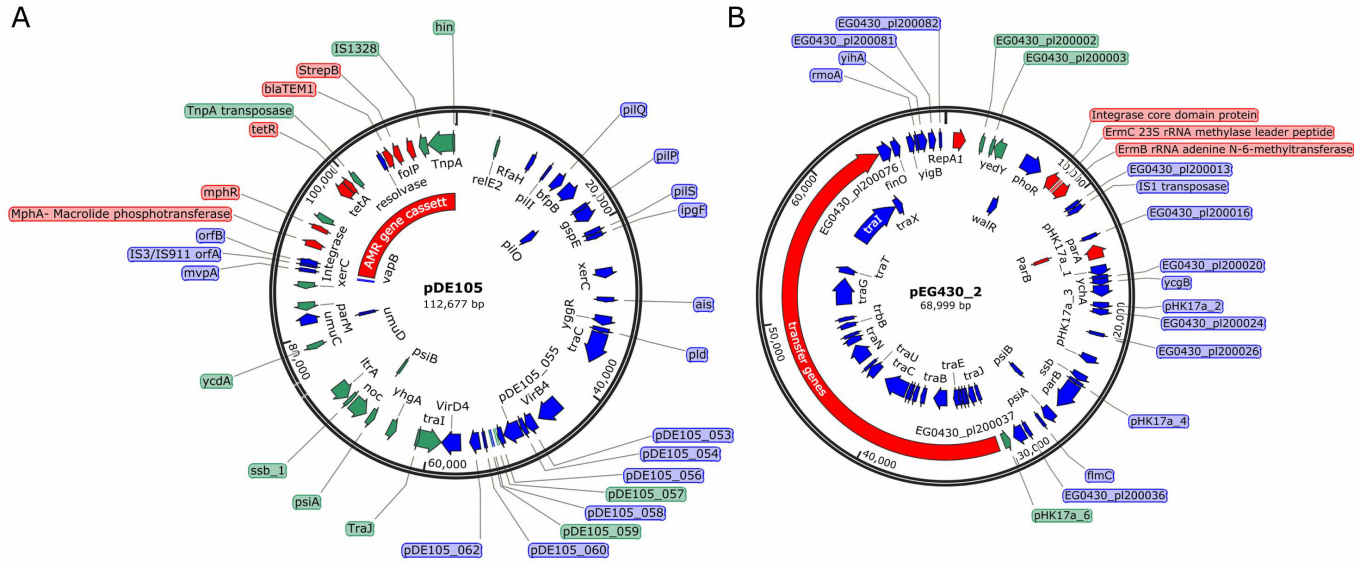 A
hin
IS1328
StrepB
blaTEM1
TnpA transposase
tetR
mphR
MphA- Macrolide phosphotransferase
orfB
IS3/IS911 orfA
mvpA
ycdA
ssb_1
psiA
TraJ
pDE105_062
pDE105_060
pDE105_059
pDE105_058
pDE105_057
pDE105_056
pDE105_054
pDE105_053
pld
ais
ipgF
pilS
pilP
pilQ
TnpA
folP
resolvase
tetA
Integrase
xerC
vapB
parM
umuC
umuD
psiB
ltrA
noc
yhgA
traI
VirD4
VirB4
pDE105_055
traC
yggR
xerC
pilO
gspE
bfpB
pilI
RfaH
relE2
AMR gene cassett
pDE105
112,677 bp
20,000
40,000
60,000
80,000
100,000
B
EG0430_pl200082
EG0430_pl200081
yihA
rmoA
EG0430_pl200002
EG0430_pl200003
Integrase core domain protein
ErmC 23S rRNA methylase leader peptide
ErmB rRNA adenine N-6-methyltransferase
EG0430_pl200013
IS1 transposase
EG0430_pl200016
EG0430_pl200020
ycgB
pHK17a_2
EG0430_pl200024
EG0430_pl200026
pHK17a_4
flmC
EG0430_pl200036
pHK17a_6
RepA1
yedY
phoR
walR
parA
ParB
pHK17a_1
ychA
pHK17a_3
ssb
parB
psiB
psiA
EG0430_pl200037
traJ
traE
traB
traC
traU
traN
trbB
traG
traT
traI
traX
finO
yigB
EG0430_pl200076
transfer genes
pEG430_2
68,999 bp
10,000
20,000
30,000
40,000
50,000
60,000